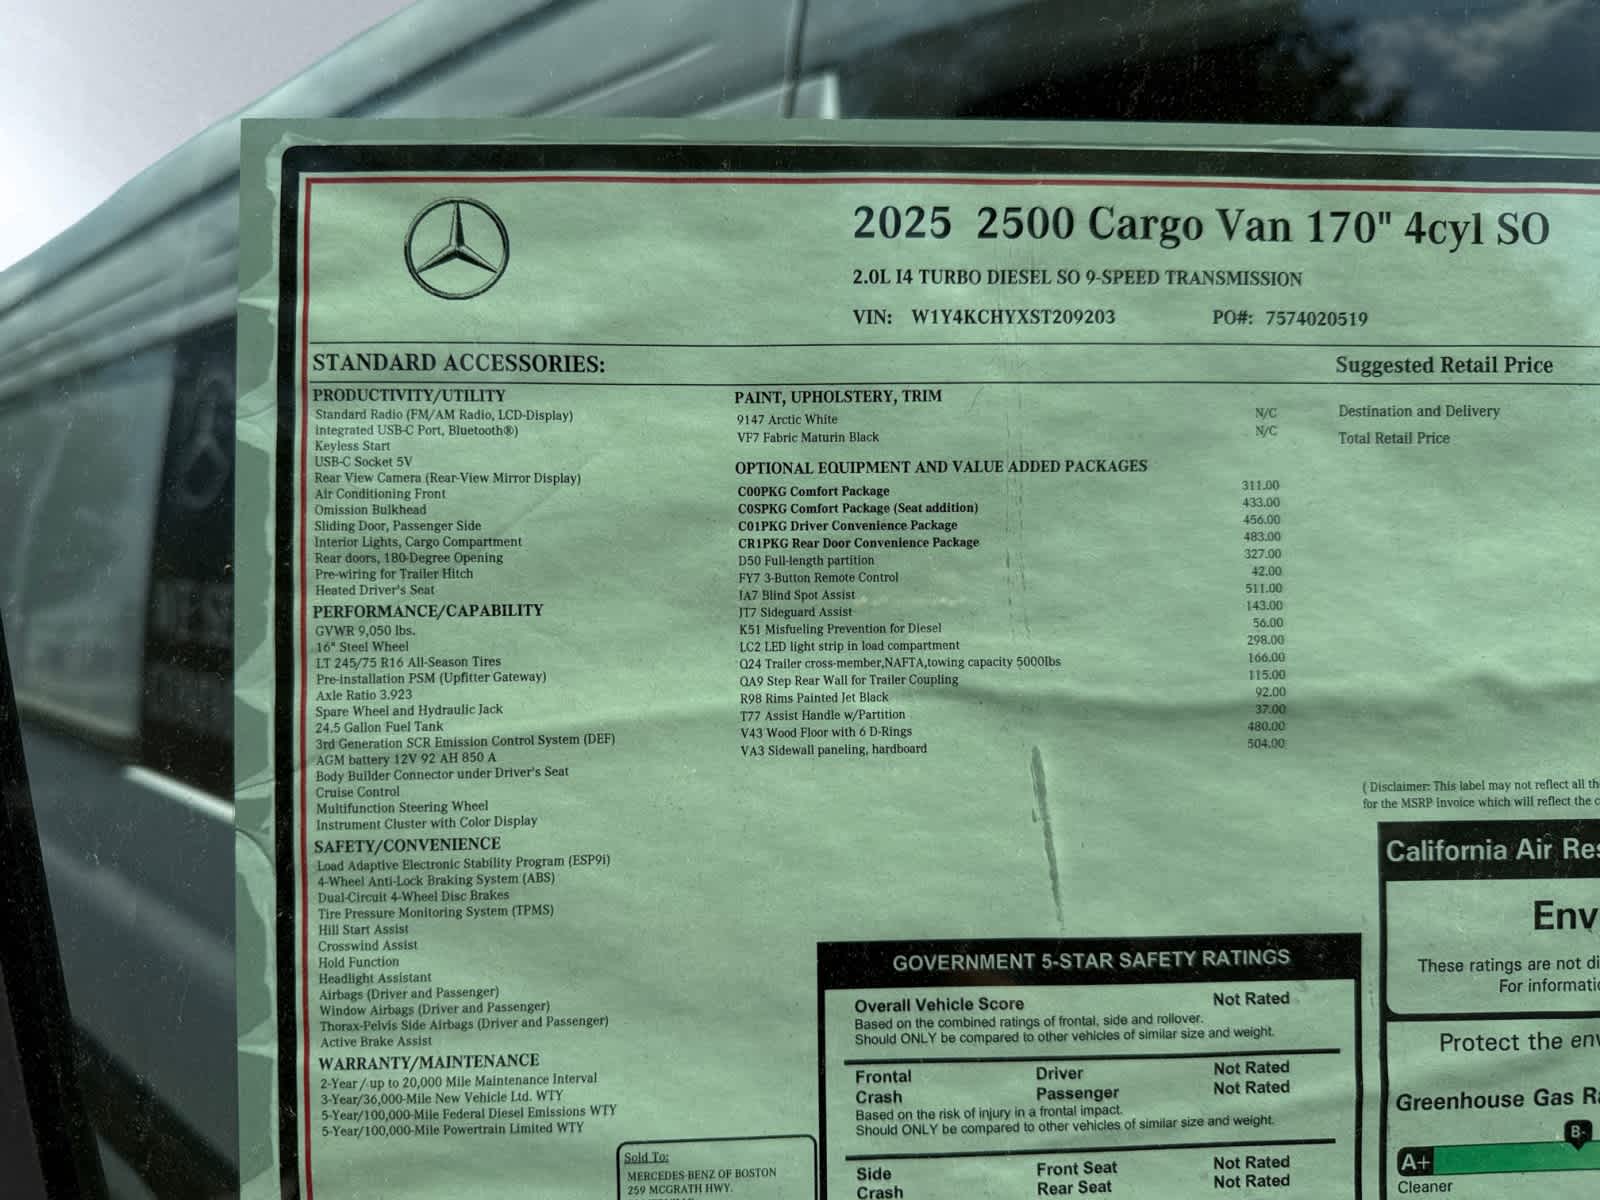 2025 2500 Cargo Van 170" 4cyl SO
2.0L I4 TURBO DIESEL SO 9-SPEED TRANSMISSION
VIN: W1Y4KCHYXST209203 PO#: 7574020519
STANDARD ACCESSORIES:
Suggested Retail Price
PRODUCTIVITY/UTILITY
Standard Radio (FM/AM Radio, LCD-Display)
Integrated USB-C Port, Bluetooth®)
Keyless Start
USB-C Socket 5V
Rear View Camera (Rear-View Mirror Display)
Air Conditioning Front
Omission Bulkhead
Sliding Door, Passenger Side
Interior Lights, Cargo Compartment
Rear doors, 180-Degree Opening
Pre-wiring for Trailer Hitch
Heated Driver's Seat
PERFORMANCE/CAPABILITY
GVWR 9,050 lbs.
16" Steel Wheel
LT 245/75 R16 All-Season Tires
Pre-installation PSM (Upfitter Gateway)
Axle Ratio 3.923
Spare Wheel and Hydraulic Jack
24.5 Gallon Fuel Tank
3rd Generation SCR Emission Control System (DEF)
AGM battery 12V 92 AH 850 A
Body Builder Connector under Driver's Seat
Cruise Control
Multifunction Steering Wheel
Instrument Cluster with Color Display
SAFETY/CONVENIENCE
Load Adaptive Electronic Stability Program (ESP9i)
4-Wheel Anti-Lock Braking System (ABS)
Dual-Circuit 4-Wheel Disc Brakes
Tire Pressure Monitoring System (TPMS)
Hill Start Assist
Crosswind Assist
Hold Function
Headlight Assistant
Airbags (Driver and Passenger)
Window Airbags (Driver and Passenger)
Thorax-Pelvis Side Airbags (Driver and Passenger)
Active Brake Assist
WARRANTY/MAINTENANCE
2-Year / up to 20,000 Mile Maintenance Interval
3-Year/36,000-Mile New Vehicle Ltd. WTY
5-Year/100,000-Mile Federal Diesel Emissions WTY
5-Year/100,000-Mile Powertrain Limited WTY
PAINT, UPHOLSTERY, TRIM
9147 Arctic White N/C
VF7 Fabric Maturin Black N/C
OPTIONAL EQUIPMENT AND VALUE ADDED PACKAGES
C00PKG Comfort Package 311.00
C0SPKG Comfort Package (Seat addition) 433.00
C01PKG Driver Convenience Package 456.00
CR1PKG Rear Door Convenience Package 483.00
D50 Full-length partition 327.00
FY7 3-Button Remote Control 42.00
JA7 Blind Spot Assist 511.00
JT7 Sideguard Assist 143.00
K51 Misfueling Prevention for Diesel 56.00
LC2 LED light strip in load compartment 298.00
Q24 Trailer cross-member,NAFTA,towing capacity 5000lbs 166.00
QA9 Step Rear Wall for Trailer Coupling 115.00
R98 Rims Painted Jet Black 92.00
T77 Assist Handle w/Partition 37.00
V43 Wood Floor with 6 D-Rings 480.00
VA3 Sidewall paneling, hardboard 504.00
Destination and Delivery
Total Retail Price
( Disclaimer: This label may not reflect all th
for the MSRP invoice which will reflect the c
Sold To:
MERCEDES-BENZ OF BOSTON
259 MCGRATH HWY.
GOVERNMENT 5-STAR SAFETY RATINGS
Overall Vehicle Score Not Rated
Based on the combined ratings of frontal, side and rollover.
Should ONLY be compared to other vehicles of similar size and weight.
Frontal Driver Not Rated
Crash Passenger Not Rated
Based on the risk of injury in a frontal impact.
Should ONLY be compared to other vehicles of similar size and weight.
Side Front Seat Not Rated
Crash Rear Seat Not Rated
California Air Res
Env
These ratings are not di
For informatio
Protect the env
Greenhouse Gas Ra
B-
A+
Cleaner